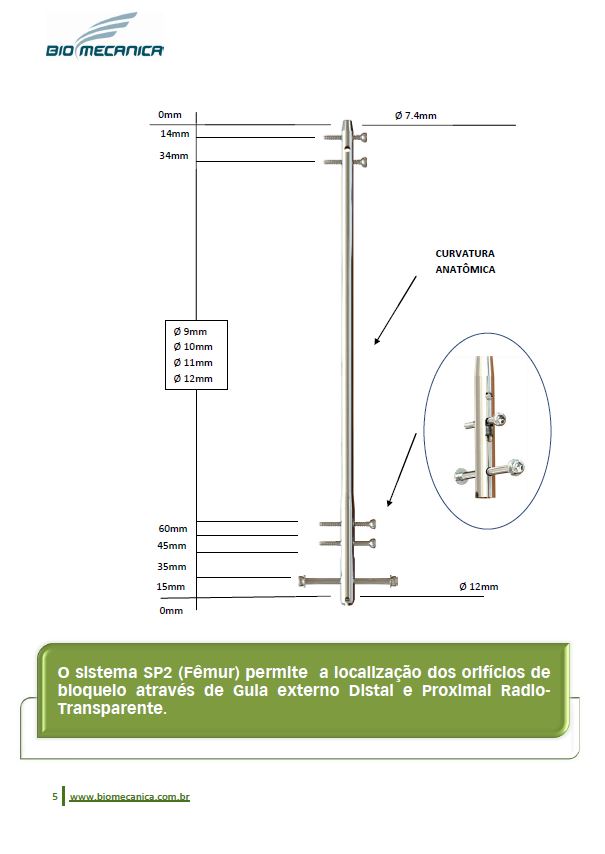 BIOMECANICA
0mm
Ø 7.4mm
14mm
34mm
CURVATURA
ANATÔMICA
Ø 9mm
Ø 10mm
Ø 11mm
Ø 12mm
60mm
45mm
35mm
15mm
Ø 12mm
0mm
O sistema SP2 (Fêmur) permite a localização dos orifícios de
bloqueio através de Guia externo Distal e Proximal Radio-
Transparente.
5 www.biomecanica.com.br